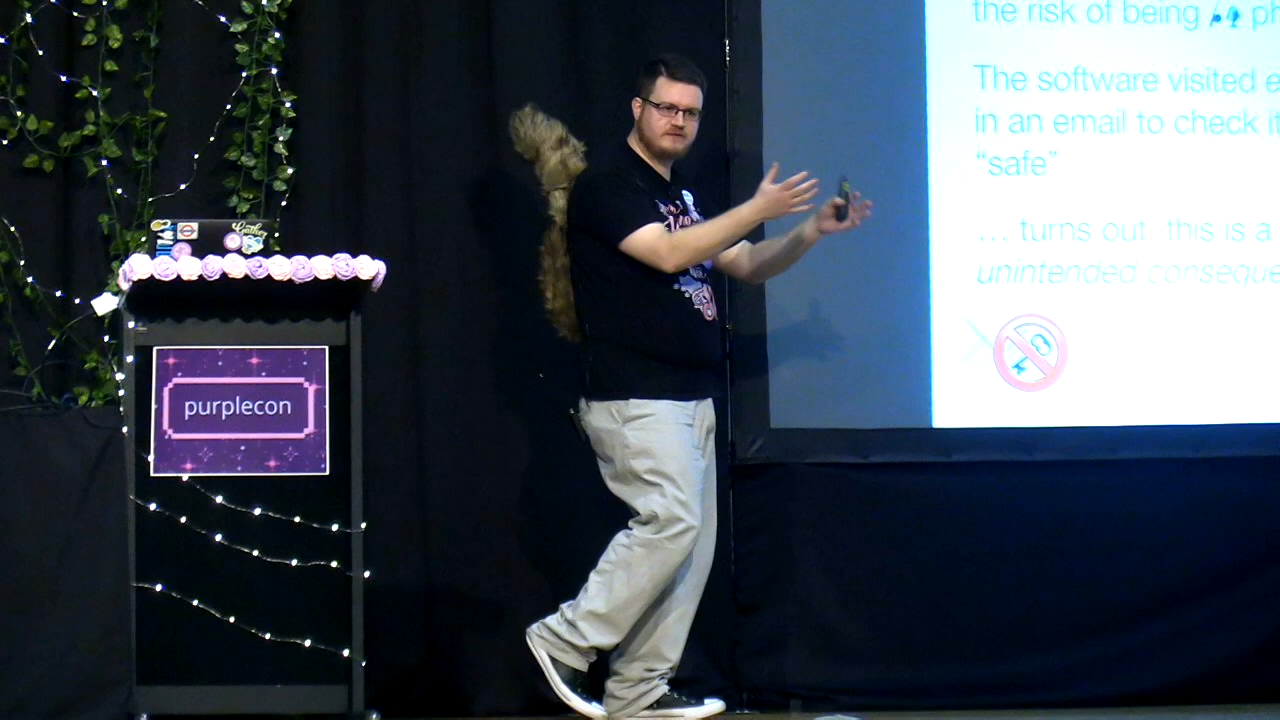 the risk of being
The software visited e
in an email to check i
“safe”
… turns out this is a
unintended conseque
purplecon